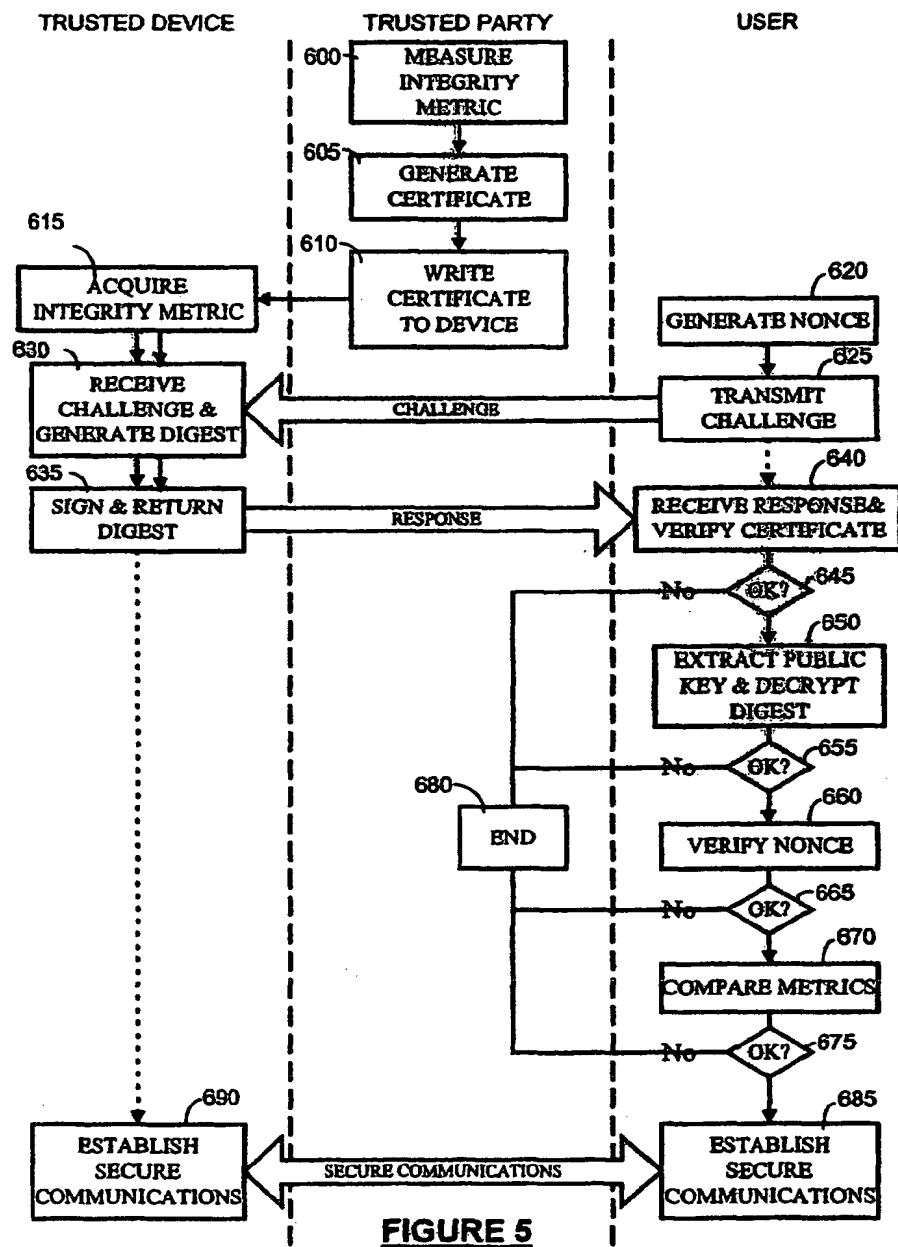 TRUSTED DEVICE
TRUSTED PARTY
USER
600
MEASURE
INTEGRITY
METRIC
605
GENERATE
CERTIFICATE
610
WRITE
CERTIFICATE
TO DEVICE
615
ACQUIRE
INTEGRITY METRIC
620
GENERATE NONCE
625
TRANSMIT
CHALLENGE
630
RECEIVE
CHALLENGE &
GENERATE DIGEST
CHALLENGE
635
SIGN & RETURN
DIGEST
RESPONSE
640
RECEIVE RESPONSE&
VERIFY CERTIFICATE
645
OK?
No
650
EXTRACT PUBLIC
KEY & DECRYPT
DIGEST
655
OK?
No
660
VERIFY NONCE
665
OK?
No
670
COMPARE METRICS
675
OK?
No
680
END
685
ESTABLISH
SECURE
COMMUNICATIONS
690
ESTABLISH
SECURE
COMMUNICATIONS
SECURE COMMUNICATIONS
FIGURE 5